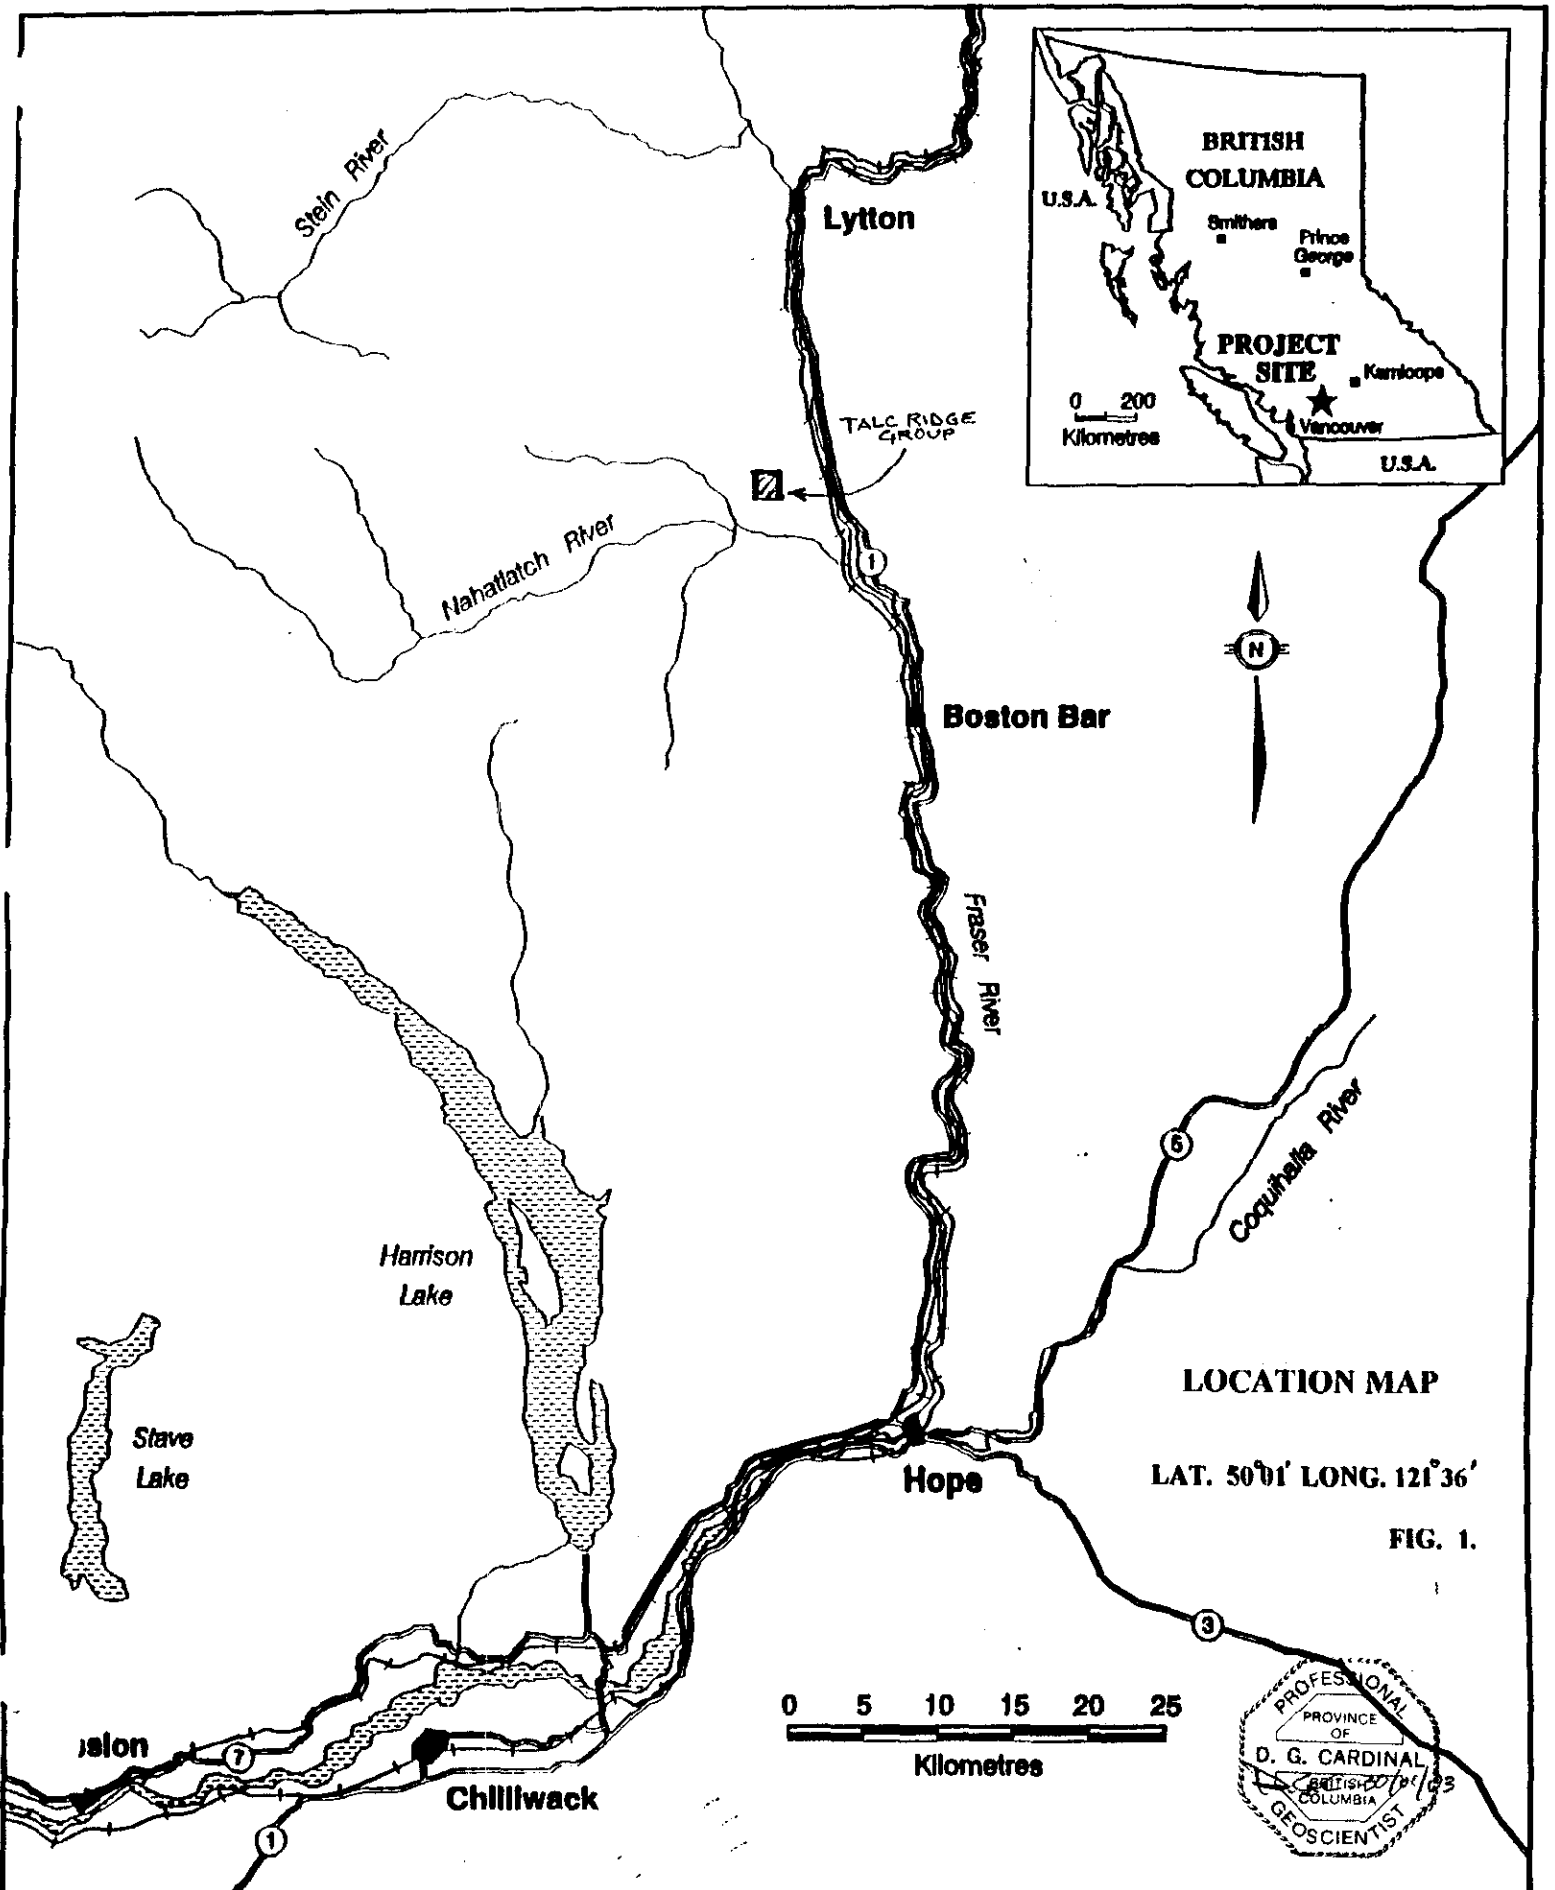 Stein River
Lytton
BRITISH
COLUMBIA
U.S.A.
Smithers
Prince
George
PROJECT
SITE
Kamloops
0 200
Kilometres
Vancouver
U.S.A.
TALC RIDGE
GROUP
Nahatlatch River
1
N
Boston Bar
Fraser River
5
Coquihalla River
Harrison
Lake
Stave
Lake
Hope
LOCATION MAP
LAT. 50°01' LONG. 121°36'
FIG. 1.
3
0 5 10 15 20 25
Kilometres
sion
7
Chilliwack
1
PROFESSIONAL
PROVINCE
OF
D. G. CARDINAL
BRITISH
COLUMBIA
GEOSCIENTIST